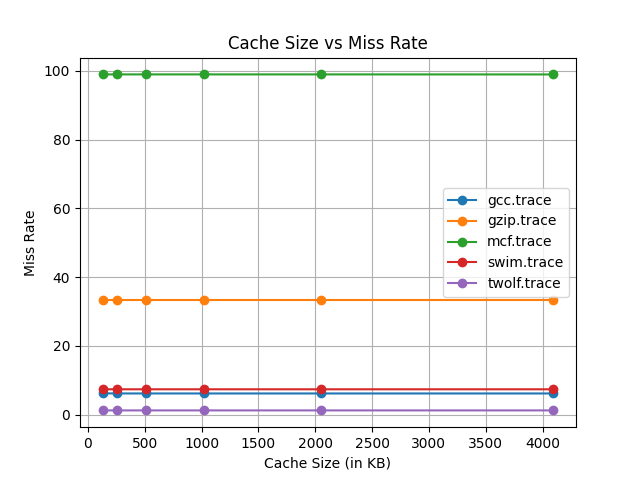 Cache Size vs Miss Rate
Miss Rate
100
80
60
40
20
0
gcc.trace
gzip.trace
mcf.trace
swim.trace
twolf.trace
0 500 1000 1500 2000 2500 3000 3500 4000
Cache Size (in KB)